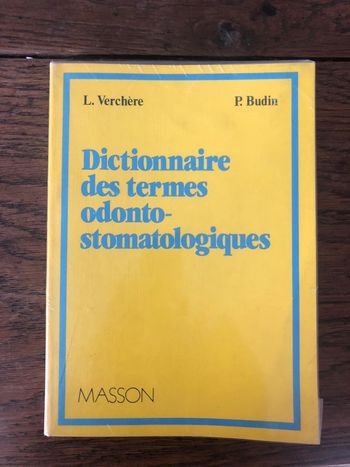 L. Verchère P. Budin
Dictionnaire
des termes
odonto-
stomatologiques
MASSON